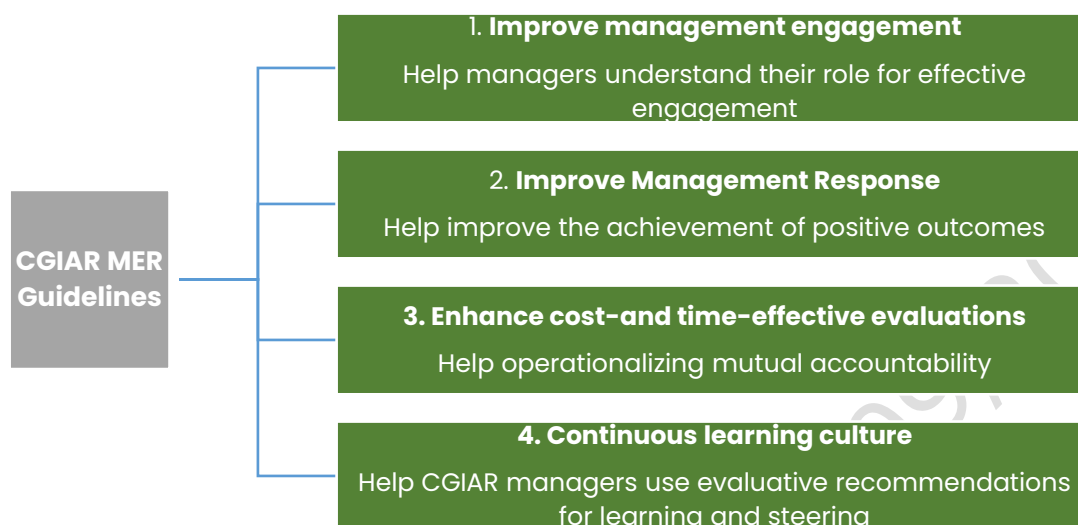 CGIAR MER
Guidelines
1. Improve management engagement
Help managers understand their role for effective
engagement
2. Improve Management Response
Help improve the achievement of positive outcomes
3. Enhance cost-and time-effective evaluations
Help operationalizing mutual accountability
4. Continuous learning culture
Help CGIAR managers use evaluative recommendations
for learning and steering